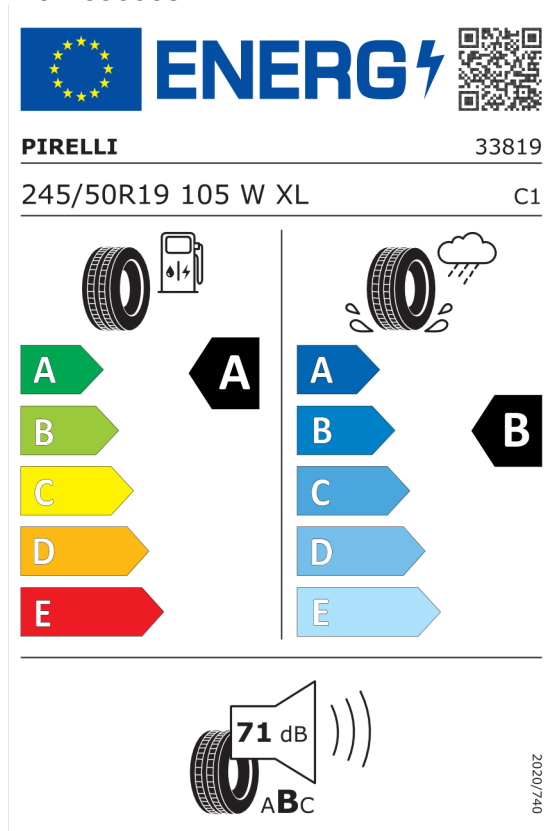 ENERG
PIRELLI 33819
245/50R19 105 W XL C1
A A A
B B B
C C
D D
E E
71 dB
ABC
2020/740